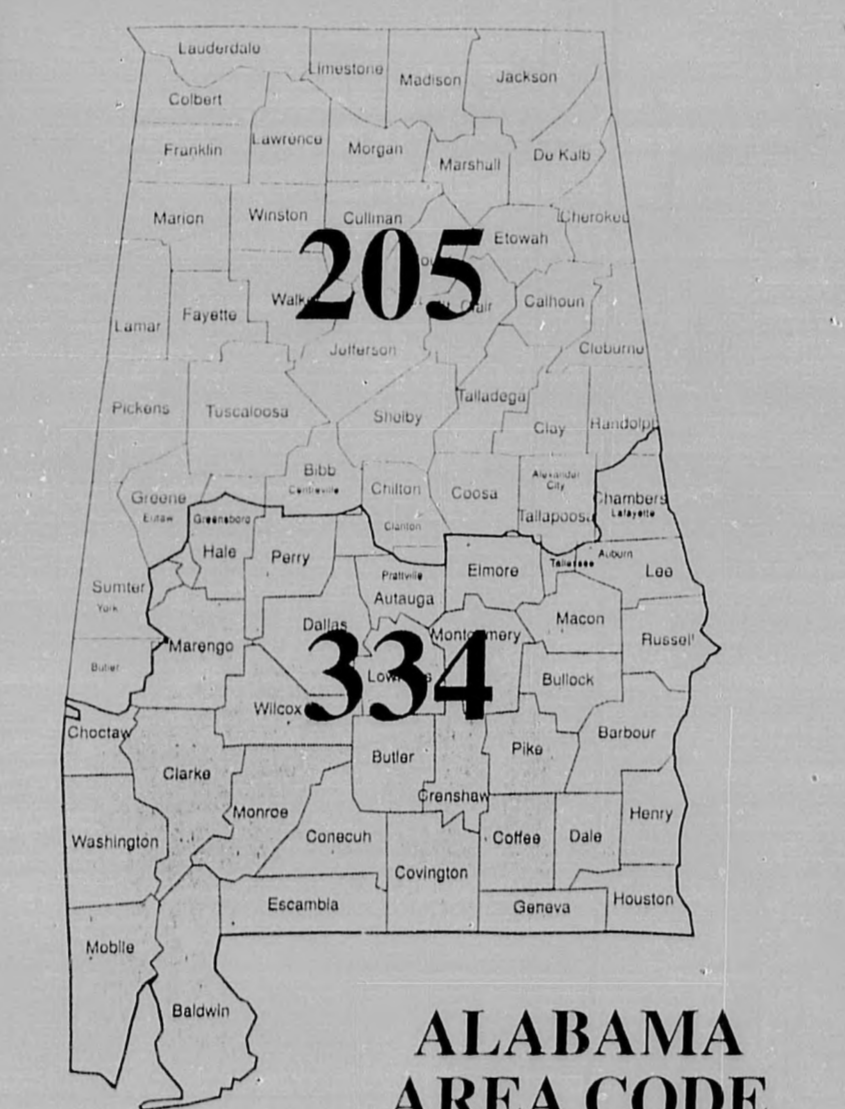 Lauderdale
Limestone
Madison
Jackson
Colbert
Lawrence
Franklin
Morgan
Marshall
De Kalb
Marion
Winston
Cullman
Cherokee
Etowah
205
Fayette
Calhoun
Lamar
Jefferson
Cleburne
Pickens
Tuscaloosa
Shelby
Talladega
Clay
Randolph
Bibb
Centreville
Chilton
Coosa
Alexander
City
Chambers
Lafayette
Greene
Eutaw
Greensboro
Clanton
Tallapoosa
Hale
Perry
Elmore
Auburn
Tallassee
Lee
Prattville
Autauga
Sumter
York
Dallas
Macon
Montgomery
Russell
Marengo
Butler
334
Bullock
Wilcox
Choctaw
Butler
Pike
Barbour
Clarke
Crenshaw
Monroe
Henry
Washington
Conecuh
Coffee
Dale
Covington
Escambia
Geneva
Houston
Mobile
Baldwin
ALABAMA
AREA CODE